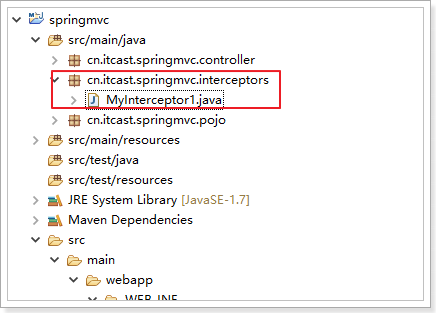 springmvc
src/main/java
cn.itcast.springmvc.controller
cn.itcast.springmvc.interceptors
MyInterceptor1.java
cn.itcast.springmvc.pojo
src/main/resources
src/test/java
src/test/resources
JRE System Library [JavaSE-1.7]
Maven Dependencies
src
main
webapp
WEB-INF